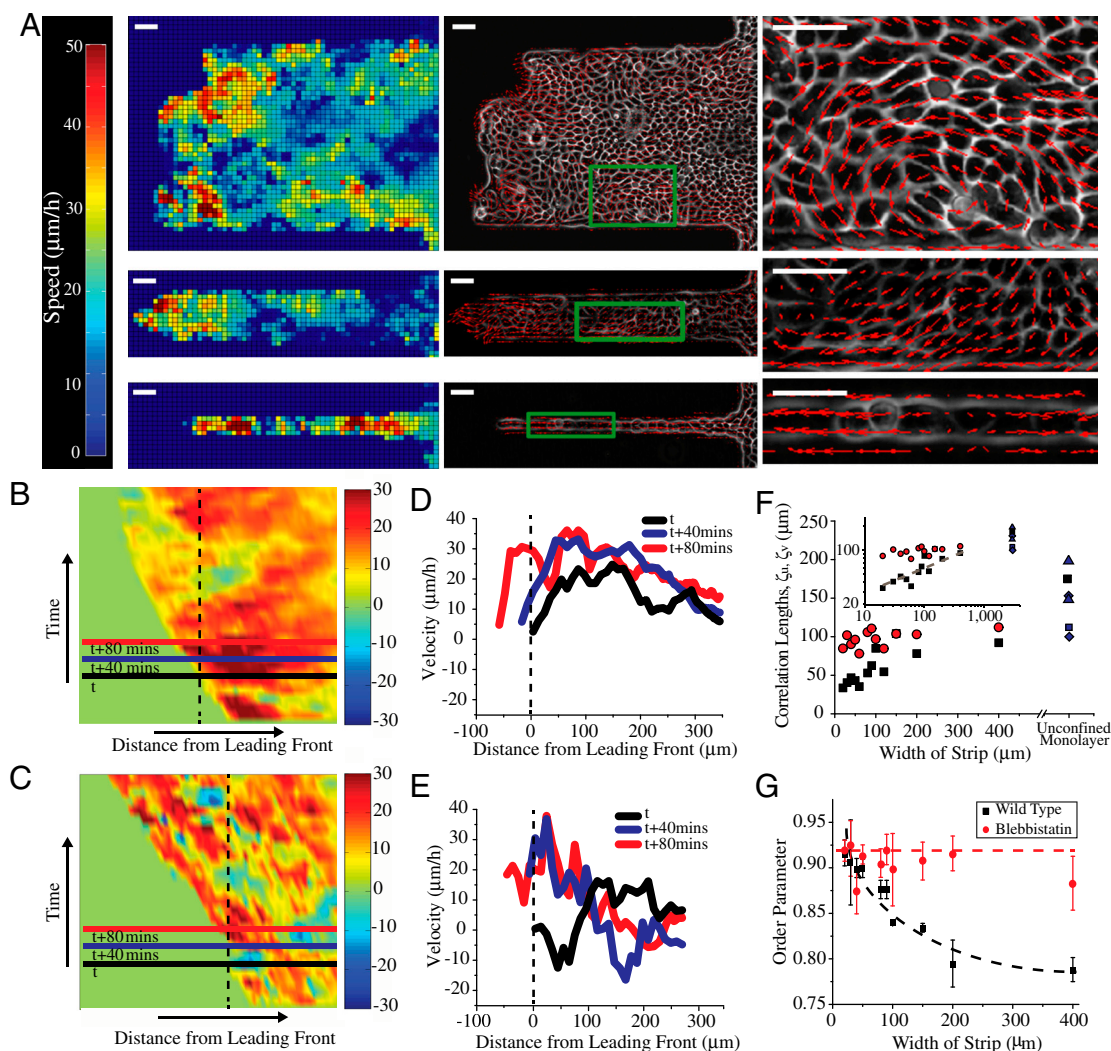 A
50
40
30
20
10
0
Speed (μm/h)
B
Time
t+80 mins
t+40 mins
t
Distance from Leading Front
30
20
10
0
-10
-20
-30
C
Time
t+80 mins
t+40 mins
t
Distance from Leading Front
30
20
10
0
-10
-20
-30
D
Velocity (μm/h)
40
30
20
10
0
-10
-20
t
t+40mins
t+80mins
-100 0 100 200 300
Distance from Leading Front (μm)
E
Velocity (μm/h)
40
30
20
10
0
-10
-20
t
t+40mins
t+80mins
-100 0 100 200 300
Distance from Leading Front (μm)
F
Correlation Lengths, ζu, ζv (μm)
250
200
150
100
50
0
100
20
10 100 1,000
0 100 200 300 400
Unconfined
Monolayer
Width of Strip (μm)
G
Order Parameter
0.95
0.90
0.85
0.80
0.75
Wild Type
Blebbistatin
0 100 200 300 400
Width of Strip (μm)